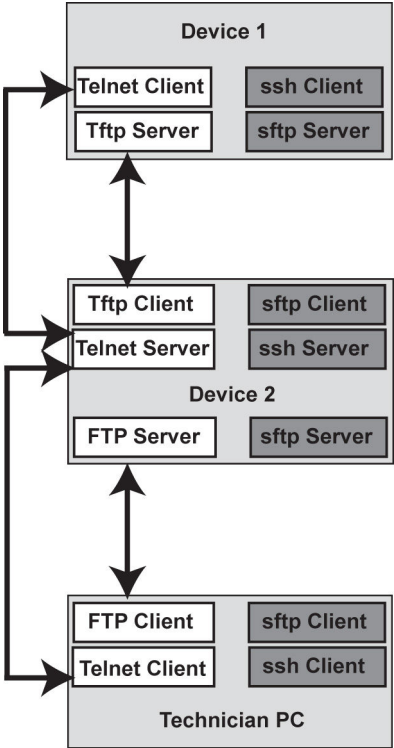 Device 1
Telnet Client ssh Client
Tftp Server sftp Server
Tftp Client sftp Client
Telnet Server ssh Server
Device 2
FTP Server sftp Server
FTP Client sftp Client
Telnet Client ssh Client
Technician PC